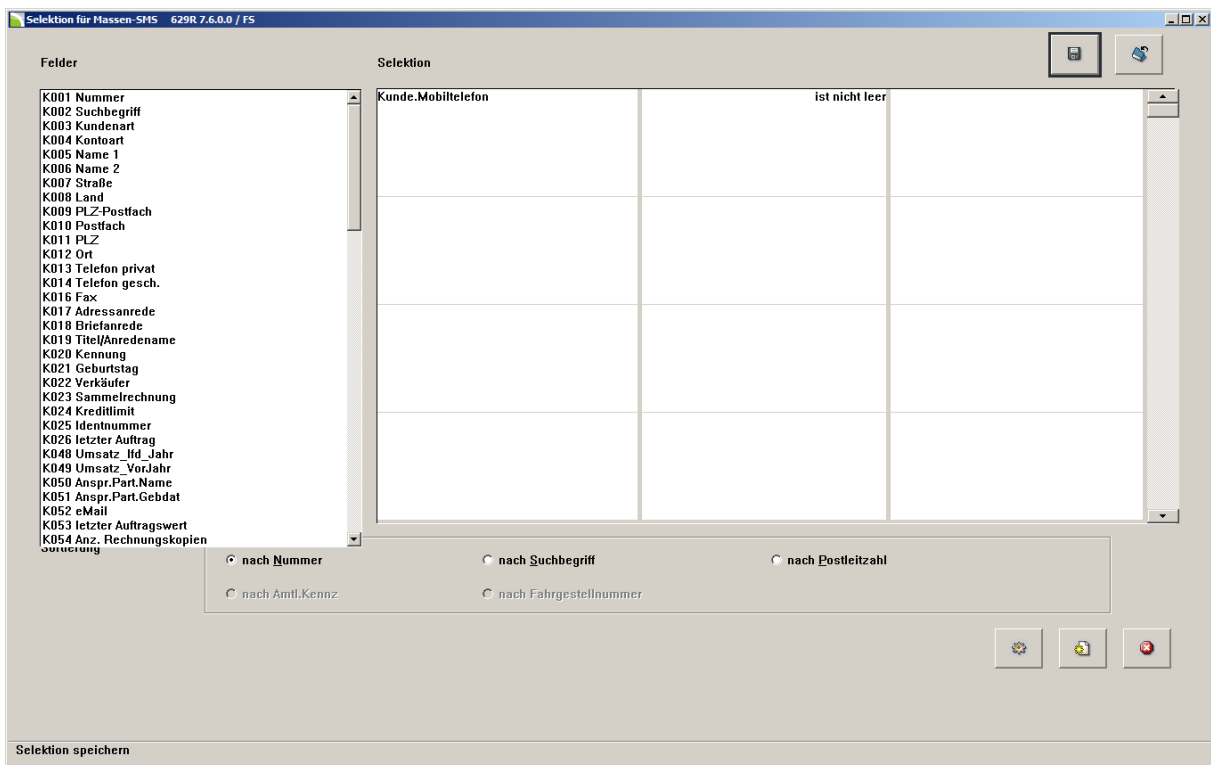 Selektion für Massen-SMS 629R 7.6.0.0 / FS
Felder
Selektion
K001 Nummer
K002 Suchbegriff
K003 Kundenart
K004 Kontoart
K005 Name 1
K006 Name 2
K007 Straße
K008 Land
K009 PLZ-Postfach
K010 Postfach
K011 PLZ
K012 Ort
K013 Telefon privat
K014 Telefon gesch.
K016 Fax
K017 Adressanrede
K018 Briefanrede
K019 Titel/Anredename
K020 Kennung
K021 Geburtstag
K022 Verkäufer
K023 Sammelrechnung
K024 Kreditlimit
K025 Identnummer
K026 letzter Auftrag
K048 Umsatz_lfd_Jahr
K049 Umsatz_VorJahr
K050 Anspr.Part.Name
K051 Anspr.Part.Gebdat
K052 eMail
K053 letzter Auftragswert
K054 Anz. Rechnungskopien
Kunde.Mobiltelefon ist nicht leer
Sortierung
nach Nummer nach Suchbegriff nach Postleitzahl
nach Amtl.Kennz nach Fahrgestellnummer
Selektion speichern